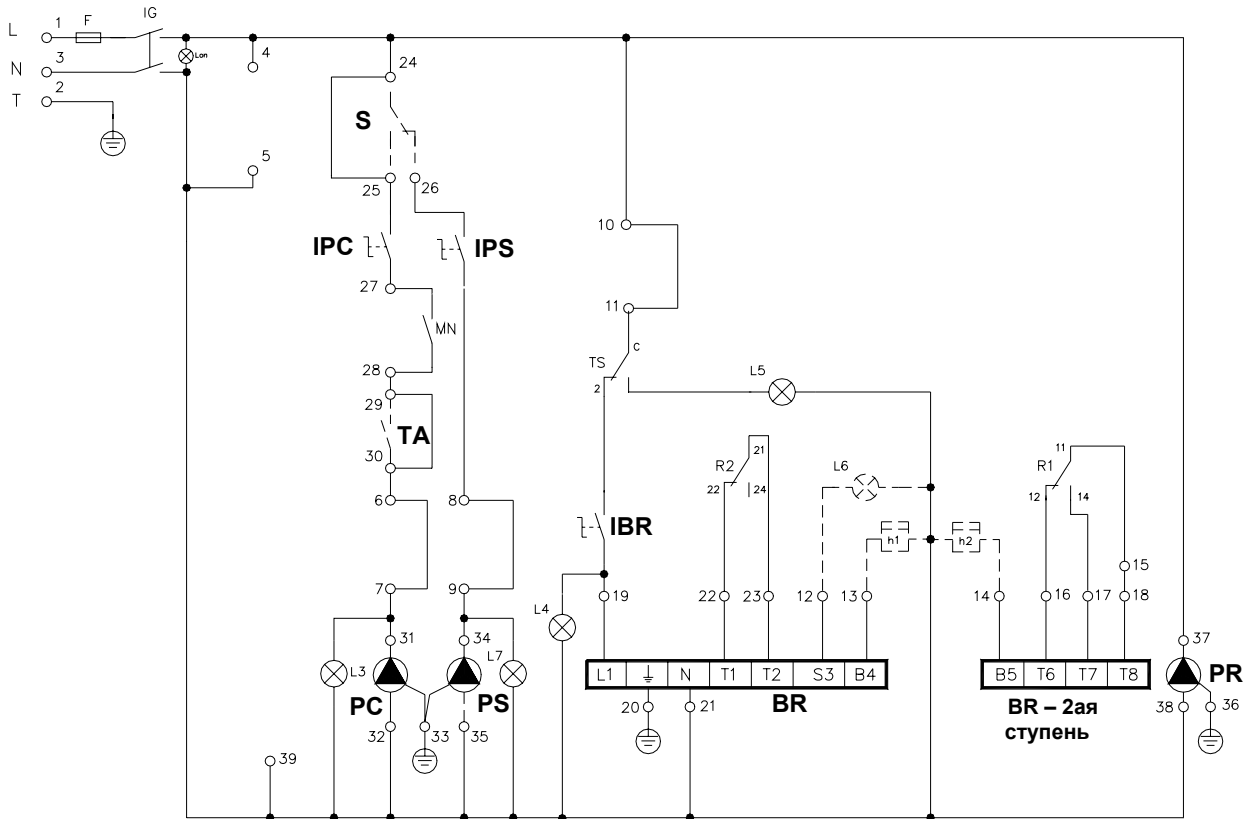 L 1 F IG
Lon 4
N 3
T 2
24
S
5
25 26
10
IPC IPS
27
11
MN
C
TS
28
2 L5
29
TA
21 11
R2 L6 R1
30
22 24 12 14
6 8
IBR
h1 h2
15
7 9
19 22 23 12 13 14 16 17 18
L4
31 34 37
L3 L7
L1 N T1 T2 S3 B4 B5 T6 T7 T8 PR
PC PS BR BR – 2ая
ступень
20 21 38 36
32 33 35
39